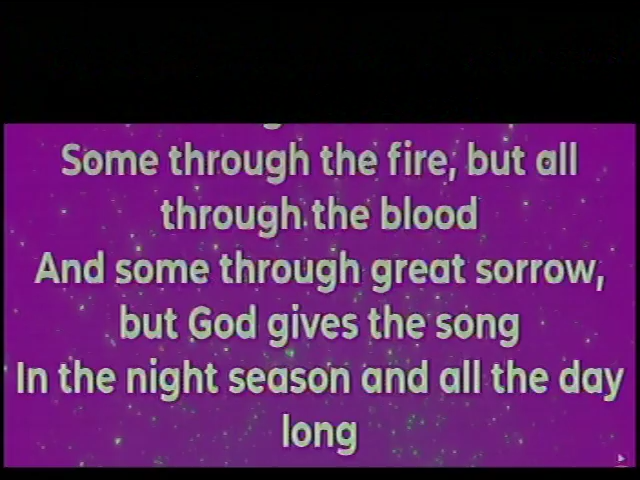 Some through the fire, but all
through the blood
And some through great sorrow,
but God gives the song
In the night season and all the day
long